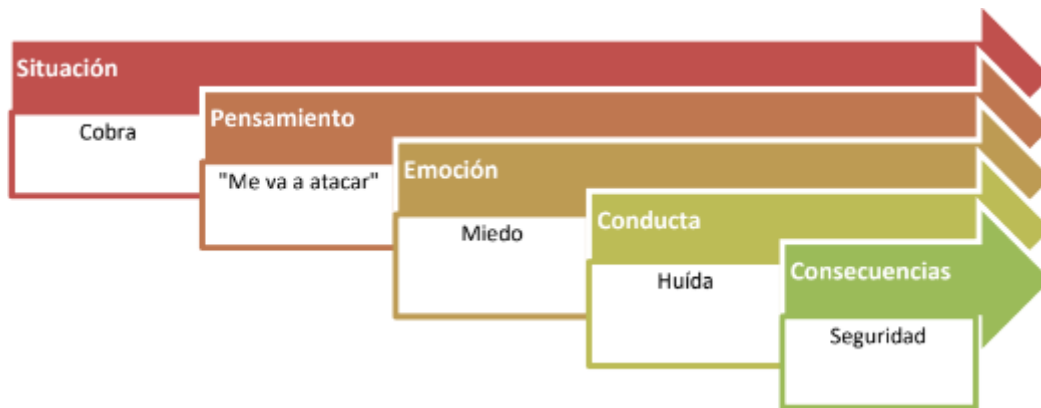 Situación
Cobra
Pensamiento
"Me va a atacar"
Emoción
Miedo
Conducta
Huída
Consecuencias
Seguridad